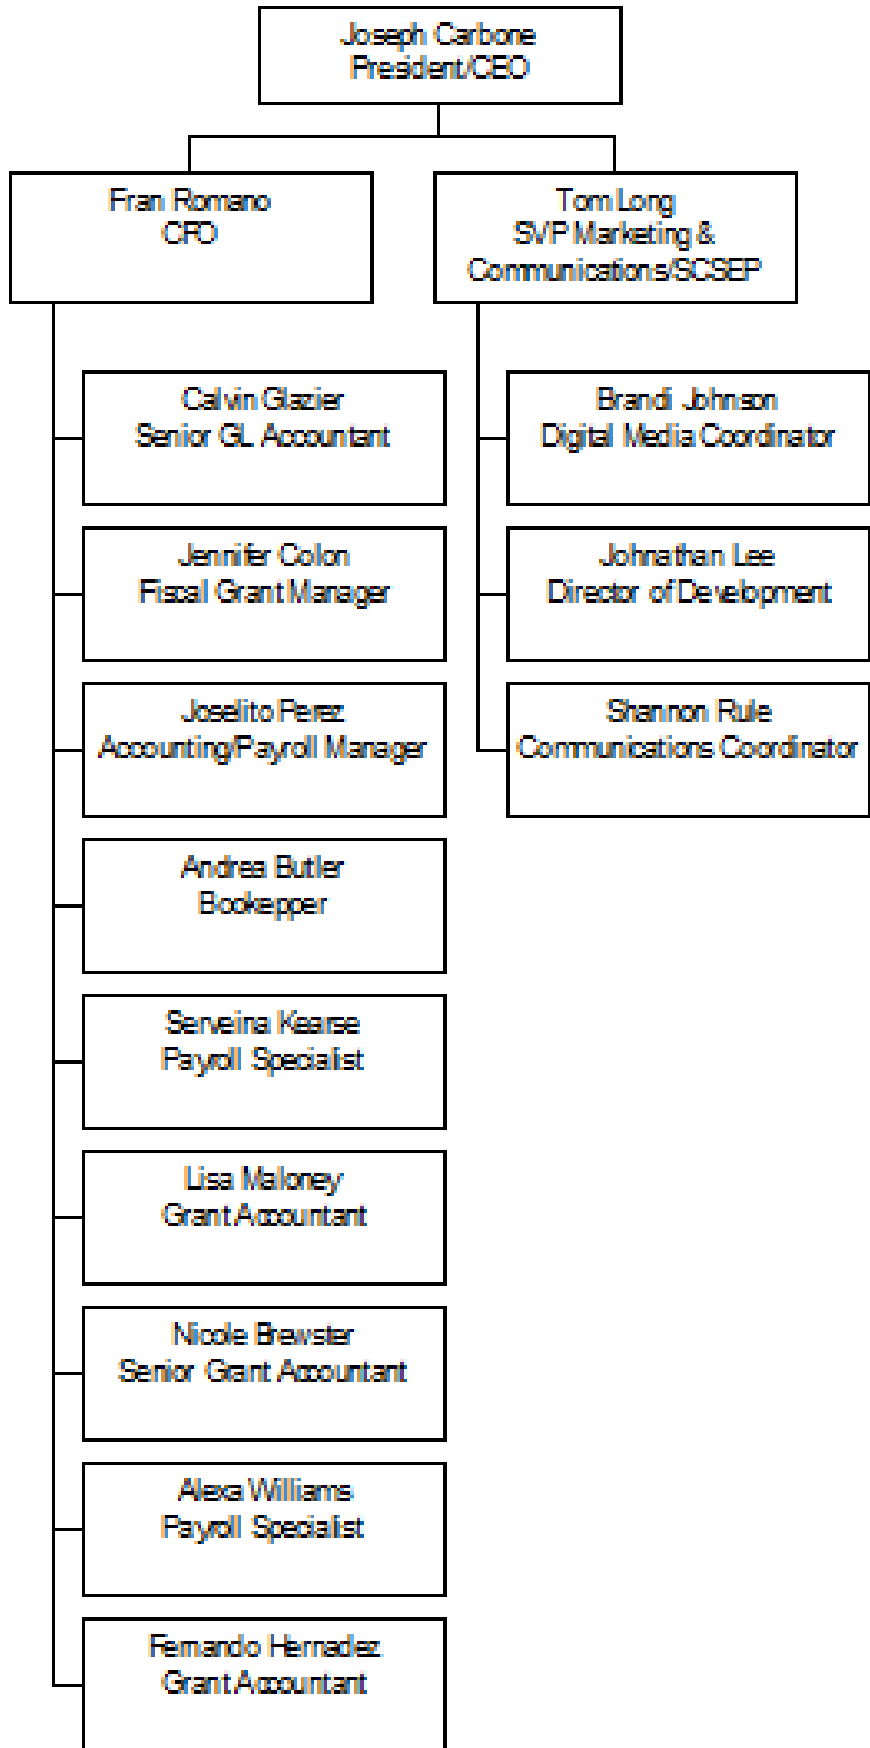 Joseph Carbone
President/CEO
Fran Romano
CFO
Tom Long
SVP Marketing &
Communications/SCSEP
Calvin Glazier
Senior GL Accountant
Jennifer Colon
Fiscal Grant Manager
Joselito Perez
Accounting/Payroll Manager
Andrea Butler
Bookepper
Serveina Kearse
Payroll Specialist
Lisa Maloney
Grant Accountant
Nicole Brewster
Senior Grant Accountant
Alexa Williams
Payroll Specialist
Fernando Hernadez
Grant Accountant
Brandi Johnson
Digital Media Coordinator
Johnathan Lee
Director of Development
Shannon Rule
Communications Coordinator